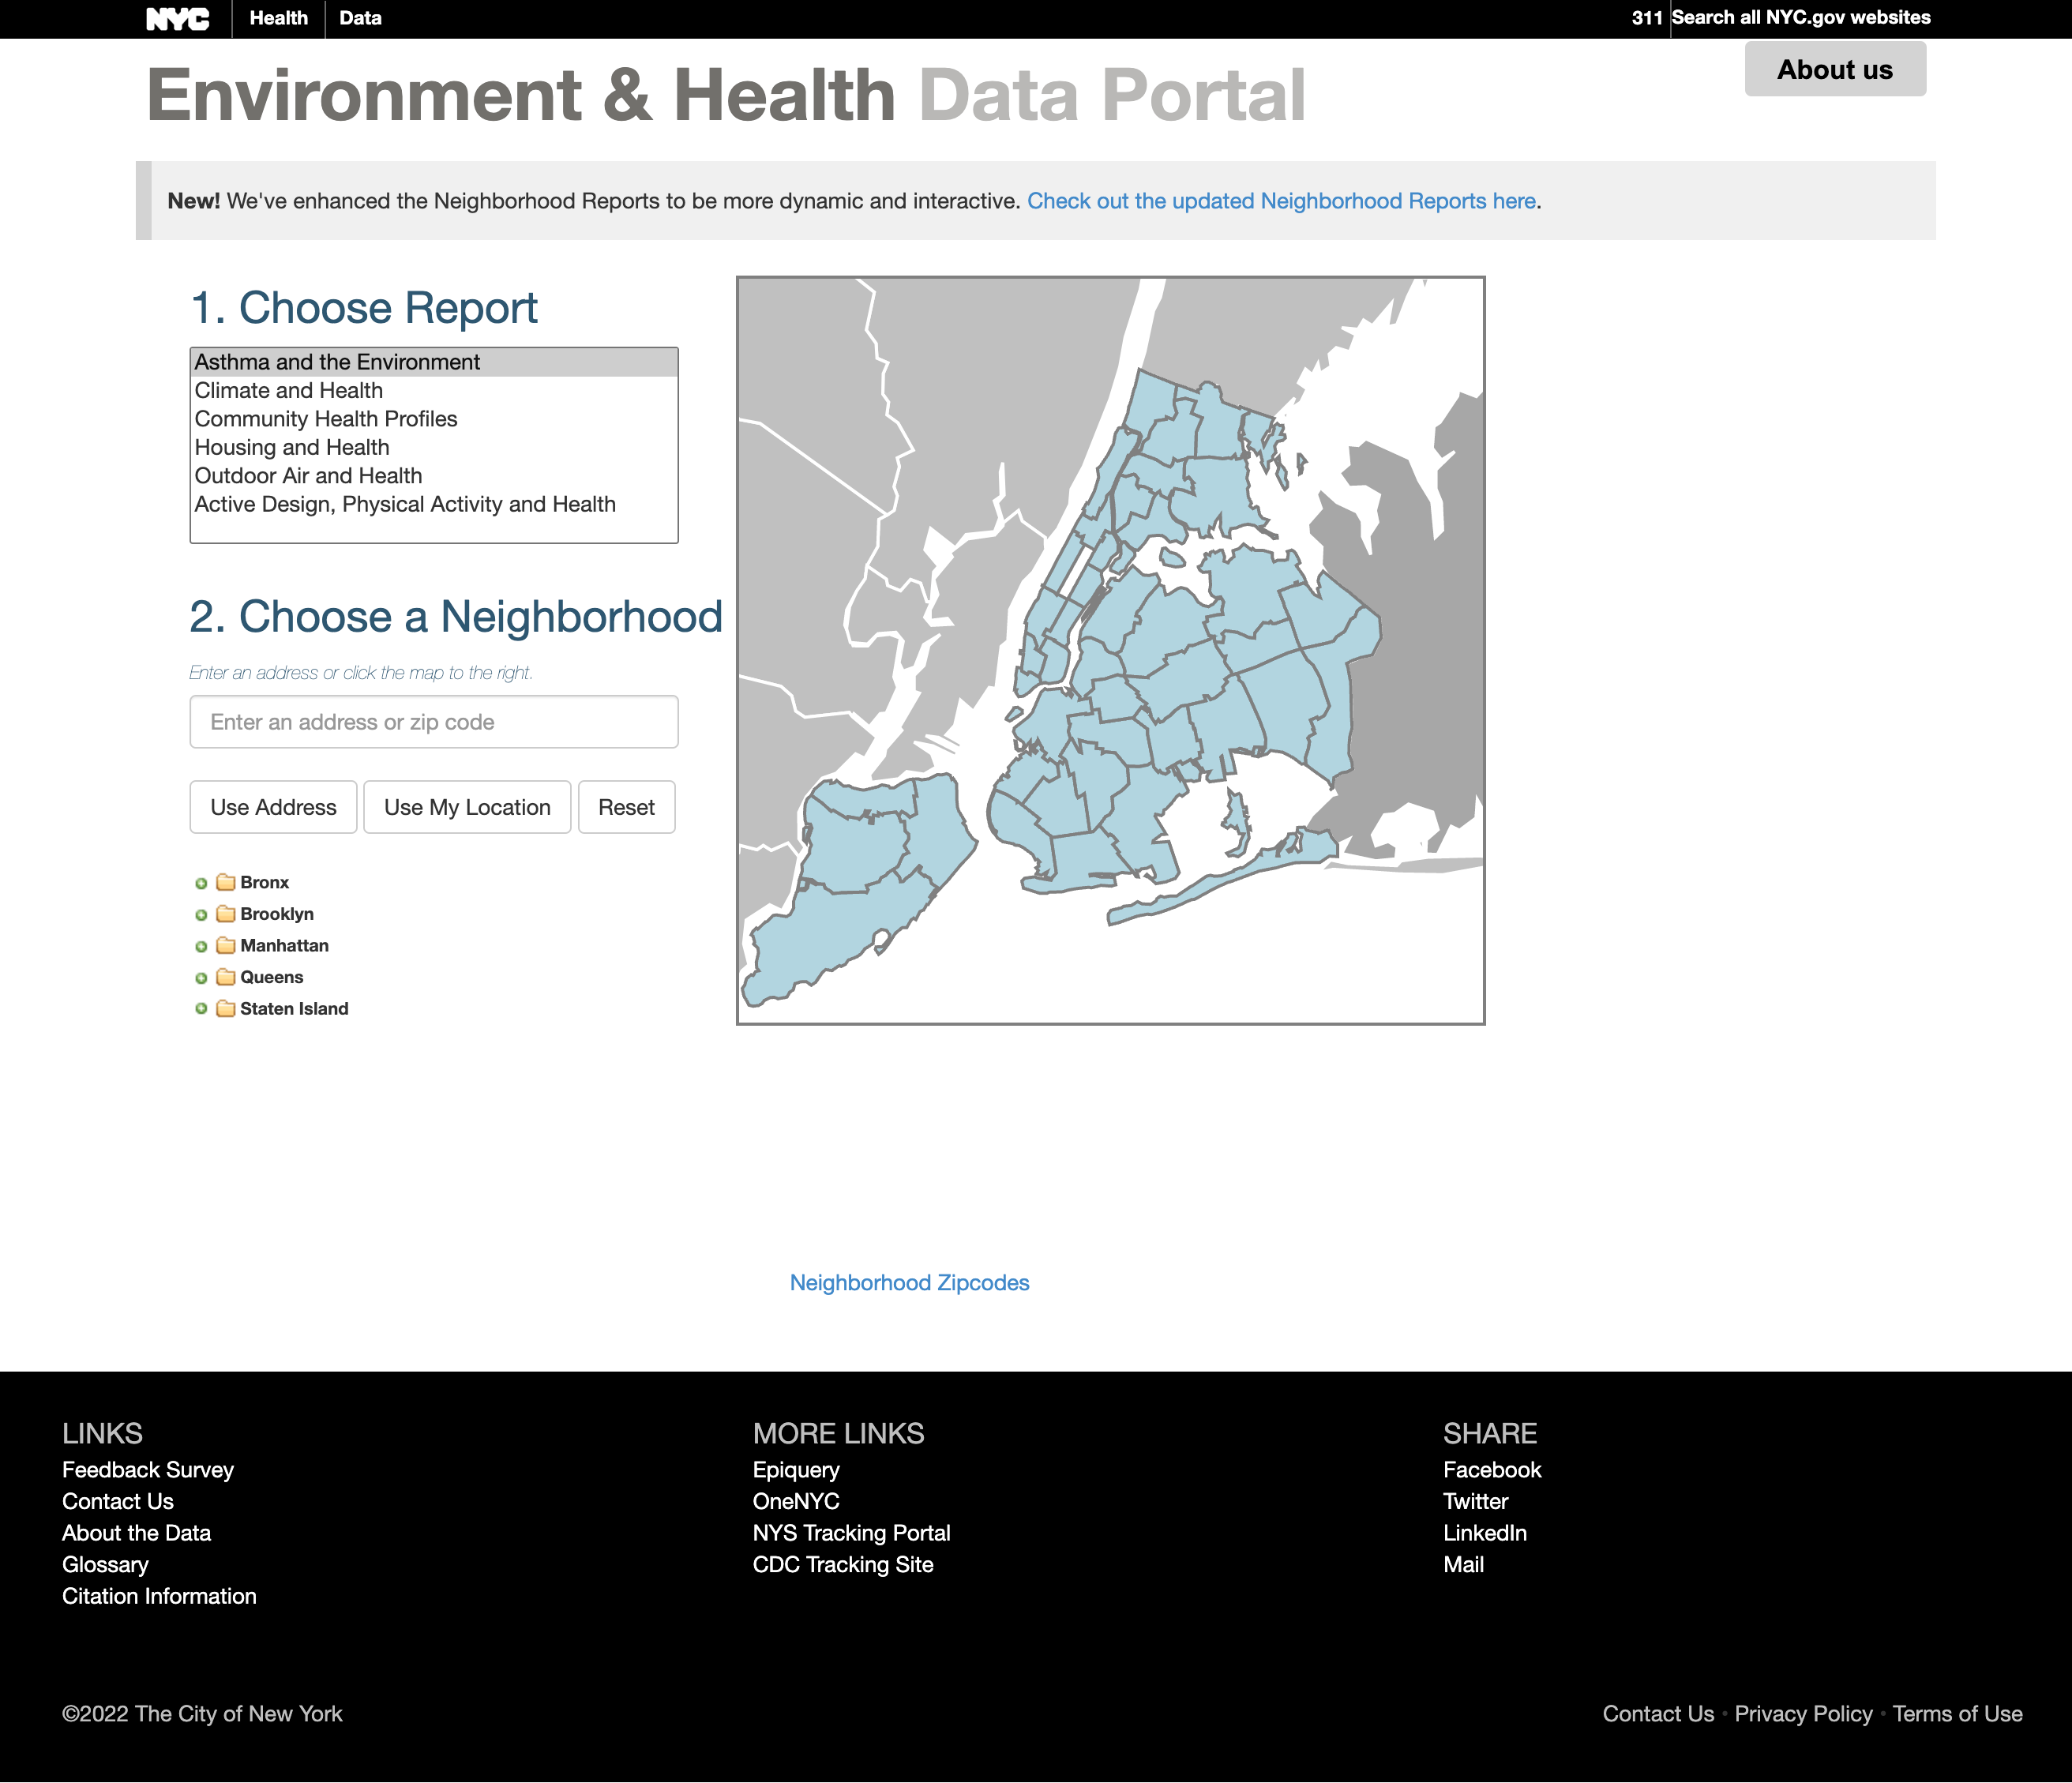 NYC Health Data 311 Search all NYC.gov websites
About us
Environment & Health Data Portal
New! We've enhanced the Neighborhood Reports to be more dynamic and interactive. Check out the updated Neighborhood Reports here.
1. Choose Report
Asthma and the Environment
Climate and Health
Community Health Profiles
Housing and Health
Outdoor Air and Health
Active Design, Physical Activity and Health
2. Choose a Neighborhood
Enter an address or click the map to the right.
Enter an address or zip code
Use Address Use My Location Reset
Bronx
Brooklyn
Manhattan
Queens
Staten Island
Neighborhood Zipcodes
LINKS
Feedback Survey
Contact Us
About the Data
Glossary
Citation Information
MORE LINKS
Epiquery
OneNYC
NYS Tracking Portal
CDC Tracking Site
SHARE
Facebook
Twitter
LinkedIn
Mail
©2022 The City of New York
Contact Us • Privacy Policy • Terms of Use